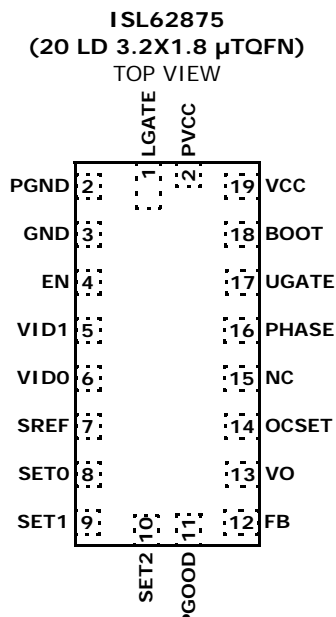 ISL62875
(20 LD 3.2X1.8 µTQFN)
TOP VIEW
LGATE
PVCC
1
2
PGND 2
19 VCC
GND 3
18 BOOT
EN 4
17 UGATE
VID1 5
16 PHASE
VID0 6
15 NC
SREF 7
14 OCSET
SET0 8
13 VO
SET1 9
12 FB
10
11
SET2
PGOOD